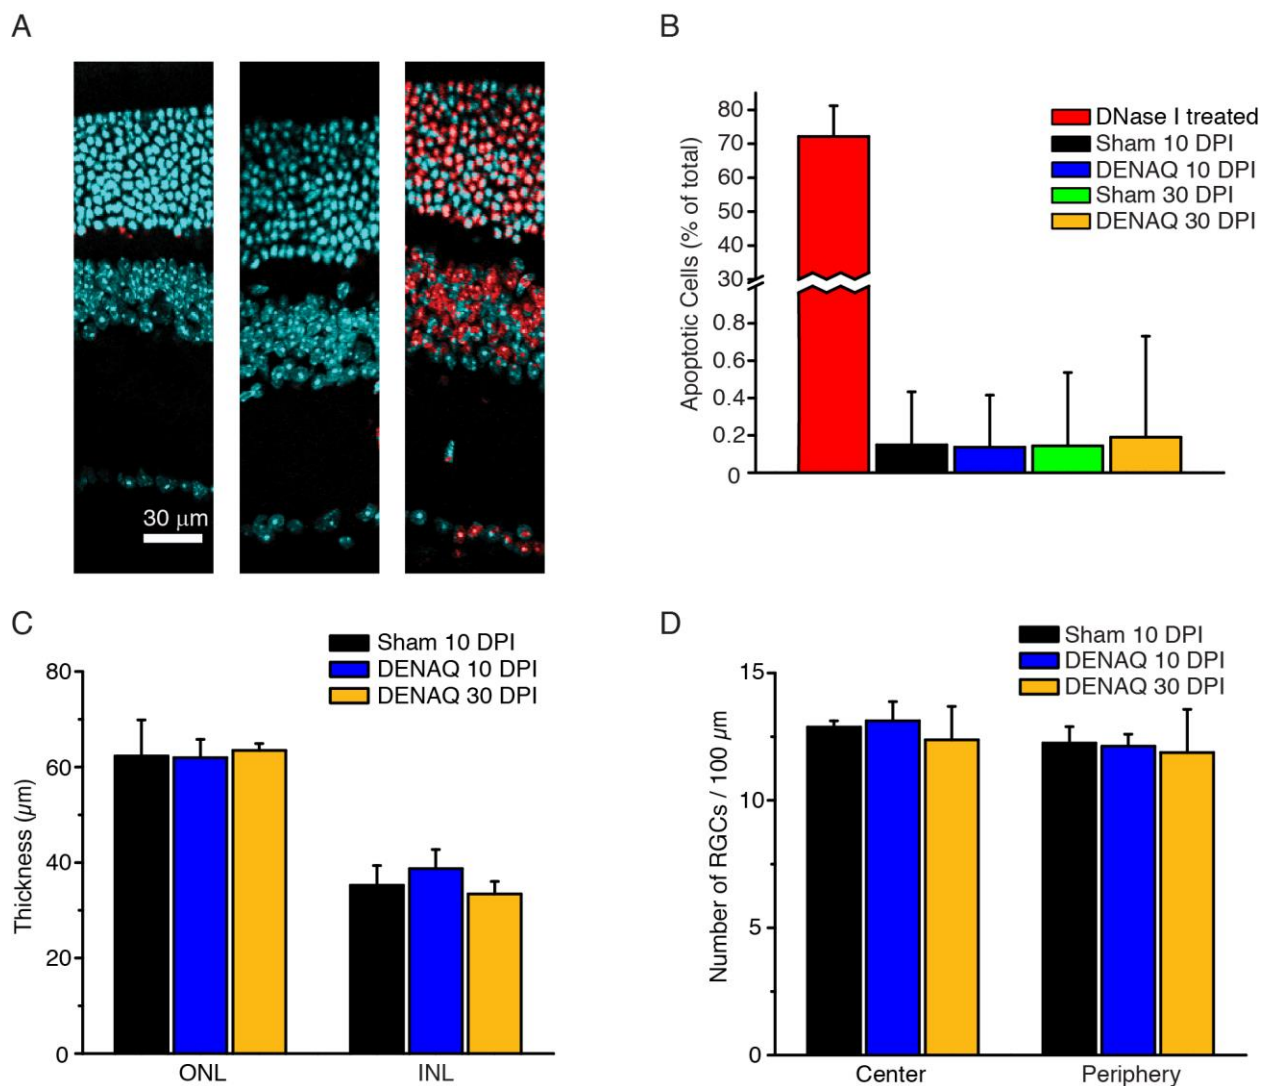 A
30 μm
B
Apoptotic Cells (% of total)
80
70
60
50
40
30
0.8
0.6
0.4
0.2
0
DNase I treated
Sham 10 DPI
DENAQ 10 DPI
Sham 30 DPI
DENAQ 30 DPI
C
Sham 10 DPI
DENAQ 10 DPI
DENAQ 30 DPI
Thickness (μm)
80
60
40
20
0
ONL INL
D
Sham 10 DPI
DENAQ 10 DPI
DENAQ 30 DPI
Number of RGCs / 100 μm
15
10
5
0
Center Periphery